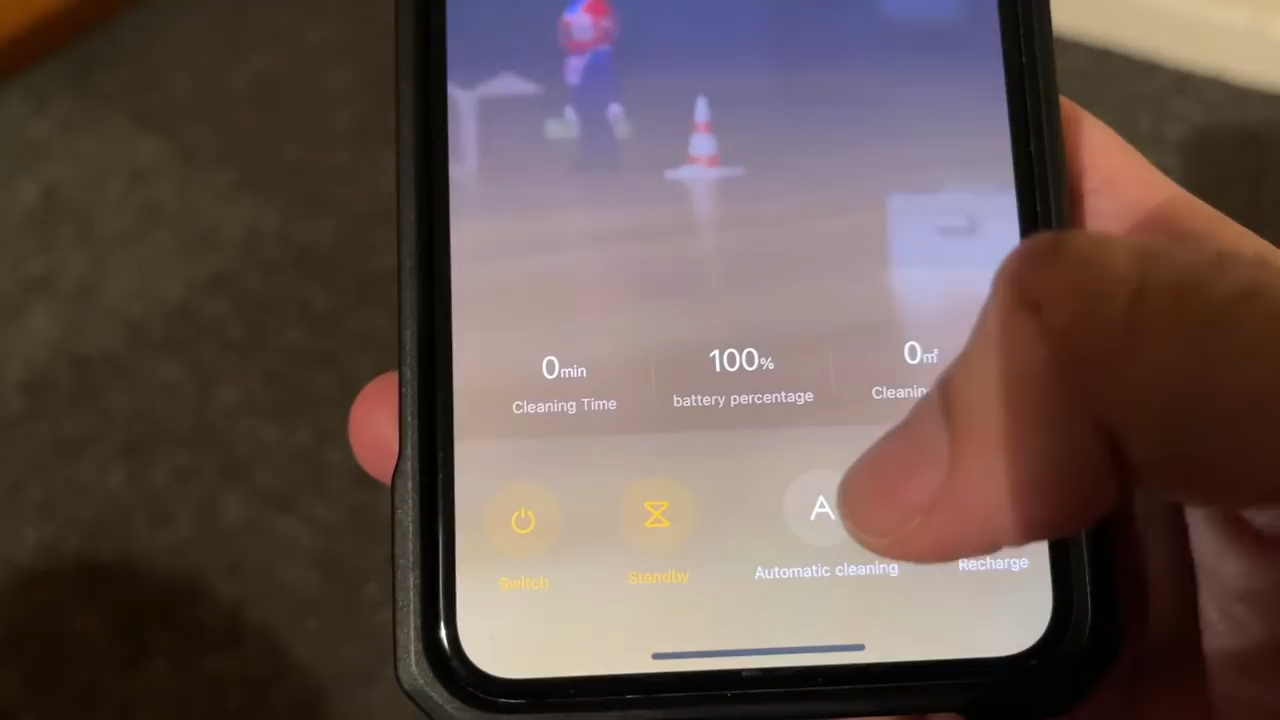 0min 100% 0㎡
Cleaning Time battery percentage
A
Switch Standby Automatic cleaning Recharge